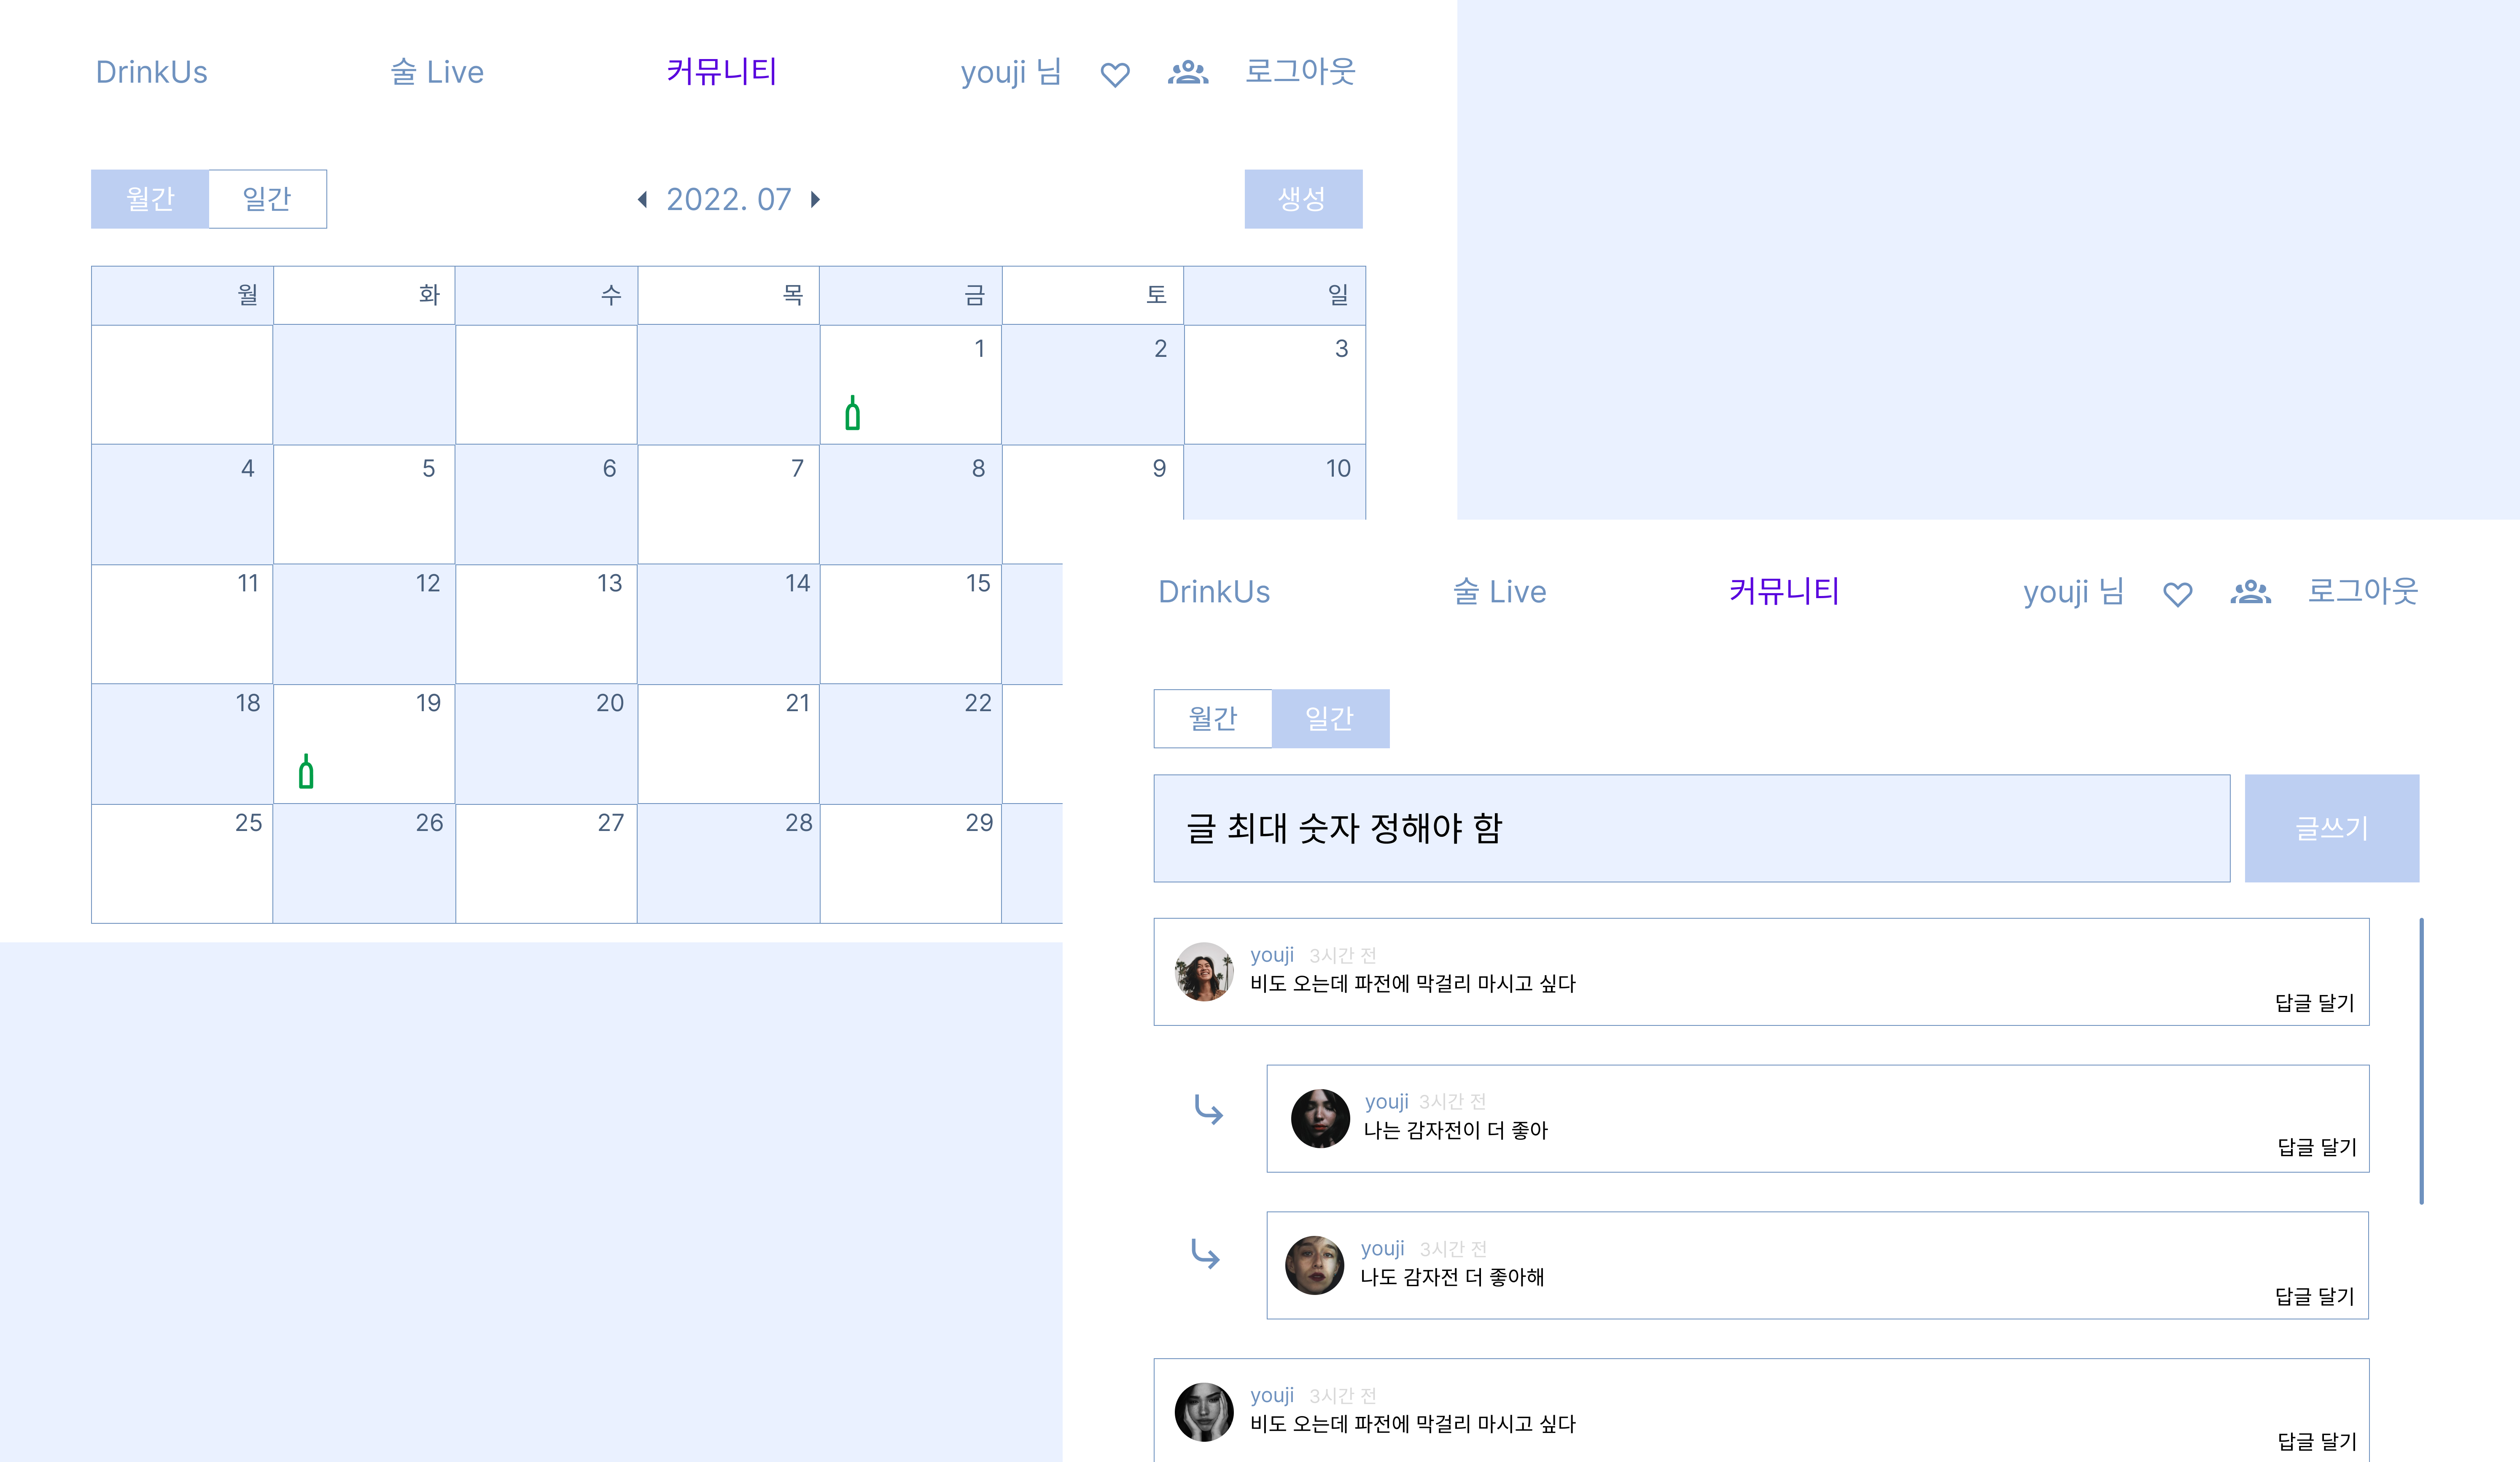 DrinkUs 술 Live 커뮤니티 youji 님 로그아웃
월간 일간 2022. 07 생성
월 화 수 목 금 토 일
1 2 3
4 5 6 7 8 9 10
11 12 13 14 15
18 19 20 21 22
25 26 27 28 29
DrinkUs 술 Live 커뮤니티 youji 님 로그아웃
월간 일간
글 최대 숫자 정해야 함 글쓰기
youji 3시간 전
비도 오는데 파전에 막걸리 마시고 싶다
답글 달기
youji 3시간 전
나는 감자전이 더 좋아
답글 달기
youji 3시간 전
나도 감자전 더 좋아해
답글 달기
youji 3시간 전
비도 오는데 파전에 막걸리 마시고 싶다
답글 달기